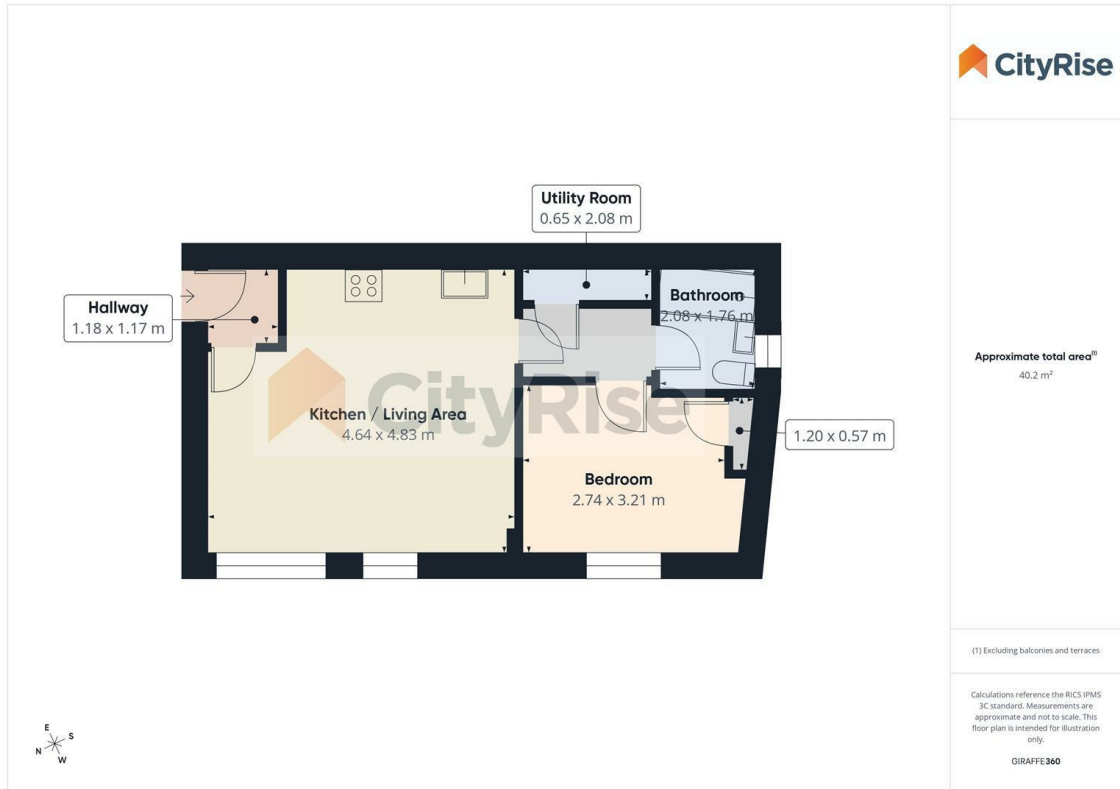 CityRise
Utility Room
0.65 x 2.08 m
Hallway
1.18 x 1.17 m
Bathroom
2.08 x 1.76 m
Kitchen / Living Area
4.64 x 4.83 m
CityRise
1.20 x 0.57 m
Bedroom
2.74 x 3.21 m
Approximate total area(1)
40.2 m²
(1) Excluding balconies and terraces
Calculations reference the RICS IPMS
3C standard. Measurements are
approximate and not to scale. This
floor plan is intended for illustration
only.
GIRAFFE360
E
S
N
W